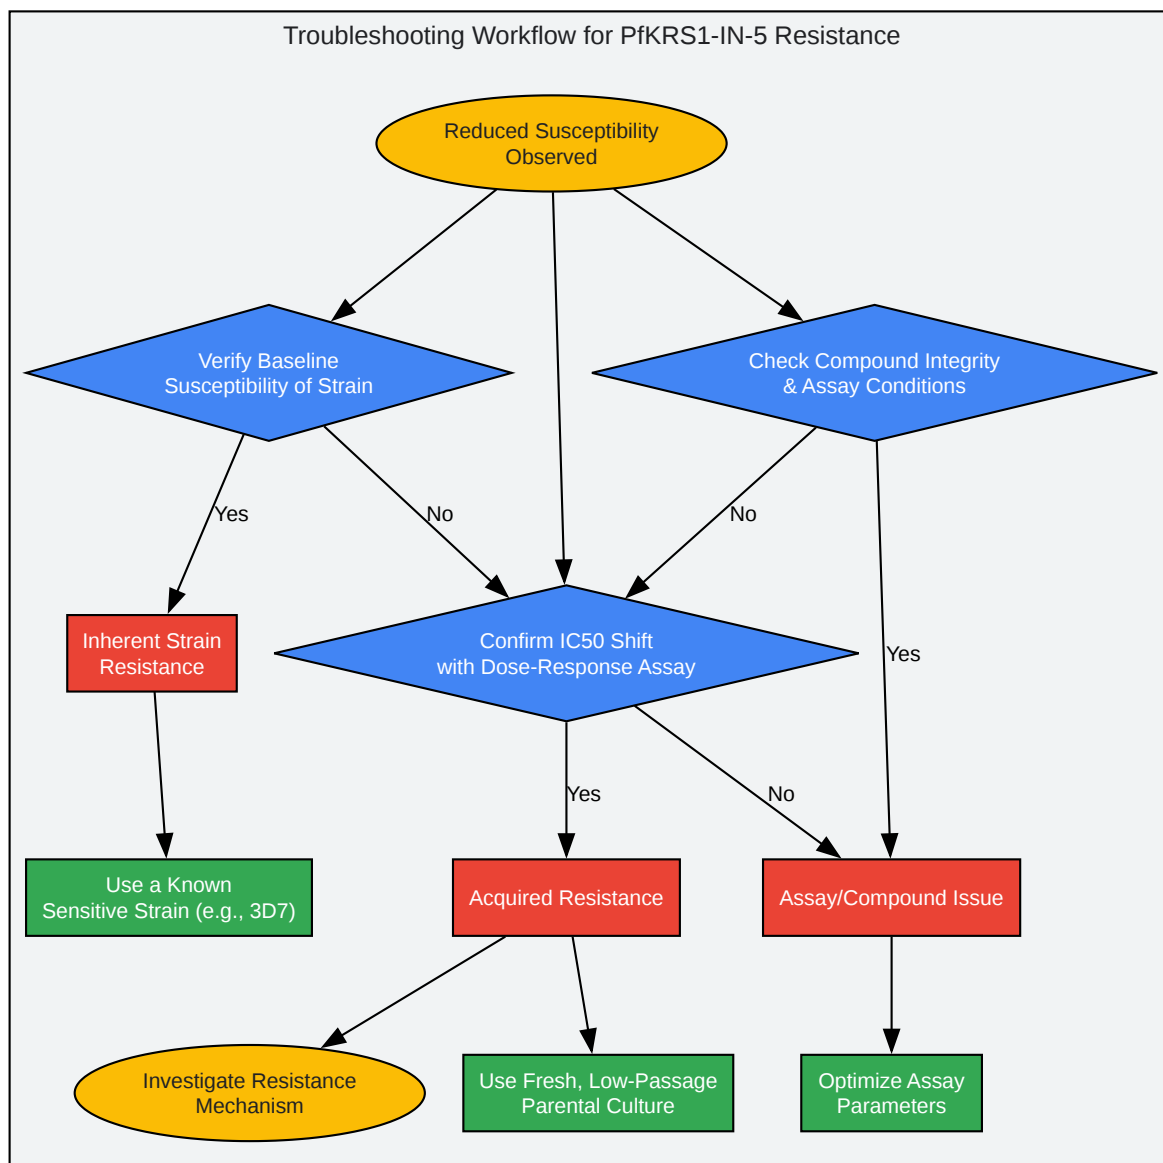 Troubleshooting Workflow for PfKRS1-IN-5 Resistance
Reduced Susceptibility
Observed
Verify Baseline
Susceptibility of Strain
Check Compound Integrity
& Assay Conditions
Yes
No
No
Inherent Strain
Resistance
Confirm IC50 Shift
with Dose-Response Assay
Yes
Yes
No
Use a Known
Sensitive Strain (e.g., 3D7)
Acquired Resistance
Assay/Compound Issue
Investigate Resistance
Mechanism
Use Fresh, Low-Passage
Parental Culture
Optimize Assay
Parameters